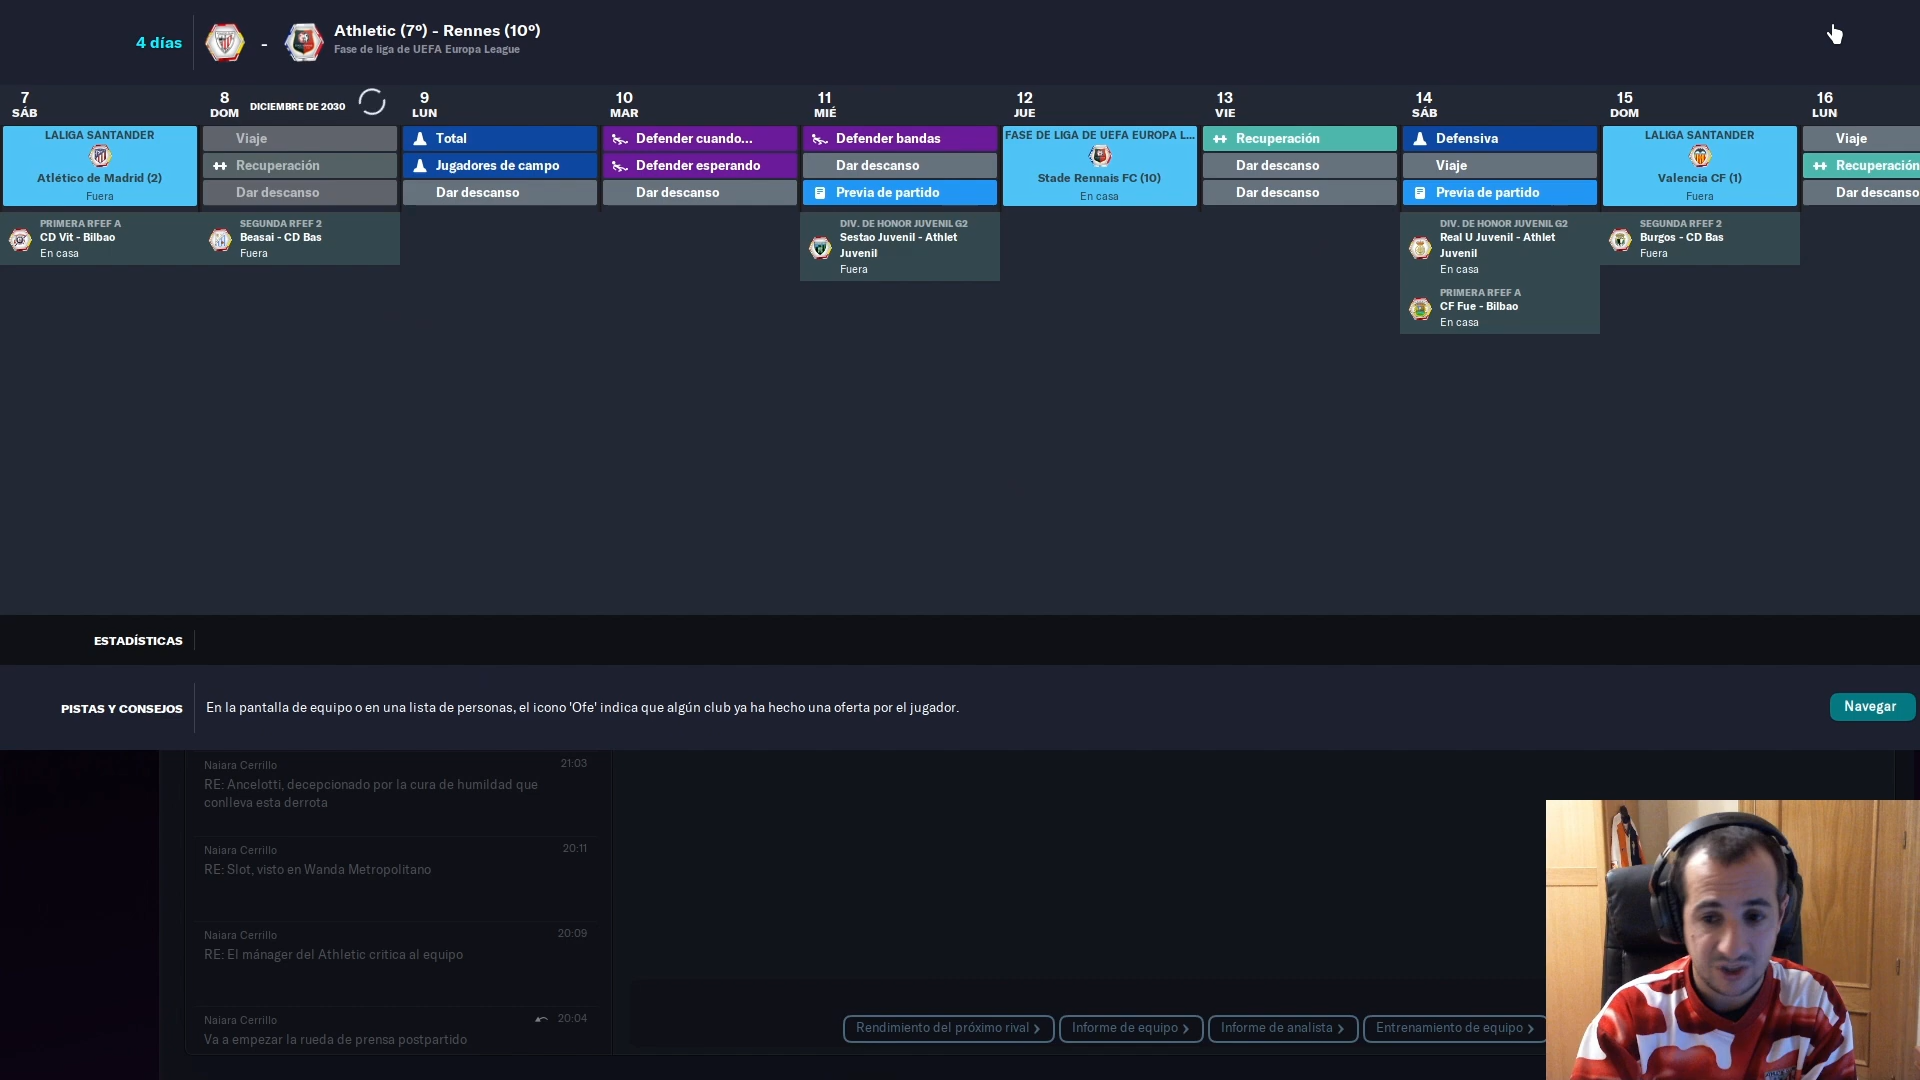 4 días
-
Athletic (7º) - Rennes (10º)
Fase de liga de UEFA Europa League
7
SÁB
8
DOM
DICIEMBRE DE 2030
9
LUN
10
MAR
11
MIÉ
12
JUE
13
VIE
14
SÁB
15
DOM
16
LUN
LALIGA SANTANDER
Atlético de Madrid (2)
Fuera
Viaje
Recuperación
Dar descanso
Total
Jugadores de campo
Dar descanso
Defender cuando...
Defender esperando
Dar descanso
Defender bandas
Dar descanso
Previa de partido
FASE DE LIGA DE UEFA EUROPA L...
Stade Rennais FC (10)
En casa
Recuperación
Dar descanso
Dar descanso
Defensiva
Viaje
Previa de partido
LALIGA SANTANDER
Valencia CF (1)
Fuera
Viaje
Recuperación
Dar descanso
PRIMERA RFEF A
CD Vit - Bilbao
En casa
SEGUNDA RFEF 2
Beasai - CD Bas
Fuera
DIV. DE HONOR JUVENIL G2
Sestao Juvenil - Athlet
Juvenil
Fuera
DIV. DE HONOR JUVENIL G2
Real U Juvenil - Athlet
Juvenil
En casa
PRIMERA RFEF A
CF Fue - Bilbao
En casa
SEGUNDA RFEF 2
Burgos - CD Bas
Fuera
ESTADÍSTICAS
PISTAS Y CONSEJOS
En la pantalla de equipo o en una lista de personas, el icono 'Ofe' indica que algún club ya ha hecho una oferta por el jugador.
Navegar
Naiara Cerrillo
21:03
RE: Ancelotti, decepcionado por la cura de humildad que
conlleva esta derrota
Naiara Cerrillo
20:11
RE: Slot, visto en Wanda Metropolitano
Naiara Cerrillo
20:09
RE: El mánager del Athletic critica al equipo
Naiara Cerrillo
20:04
Va a empezar la rueda de prensa postpartido
Rendimiento del próximo rival
Informe de equipo
Informe de analista
Entrenamiento de equipo